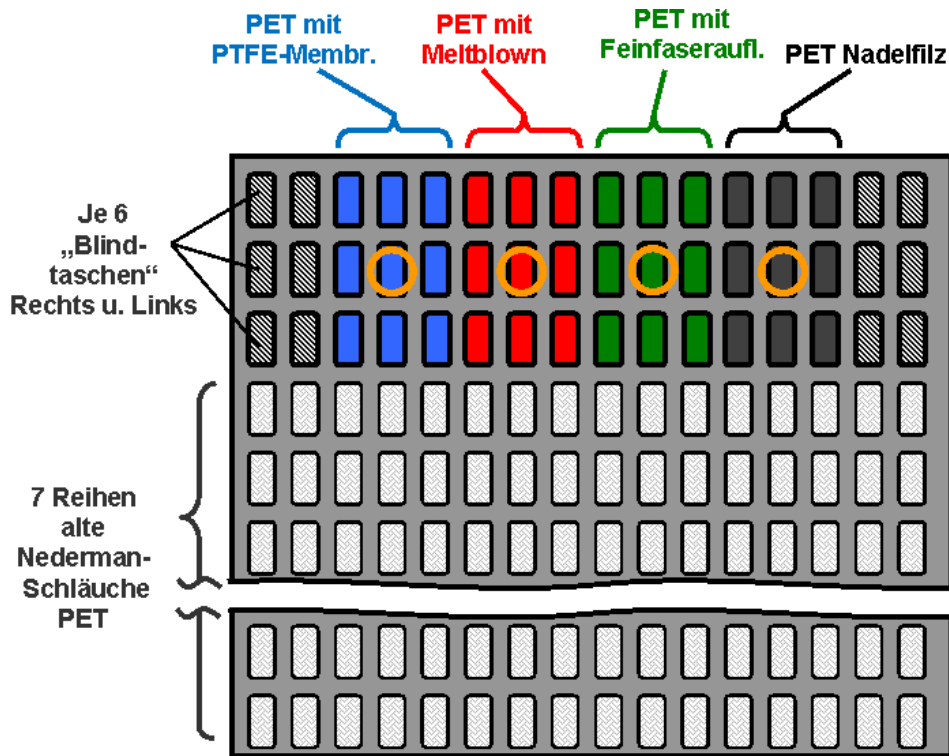 PET mit
PTFE-Membr.
PET mit
Meltblown
PET mit
Feinfaseraufl.
PET Nadelfilz
Je 6
„Blind-
taschen“
Rechts u. Links
7 Reihen
alte
Nederman-
Schläuche
PET